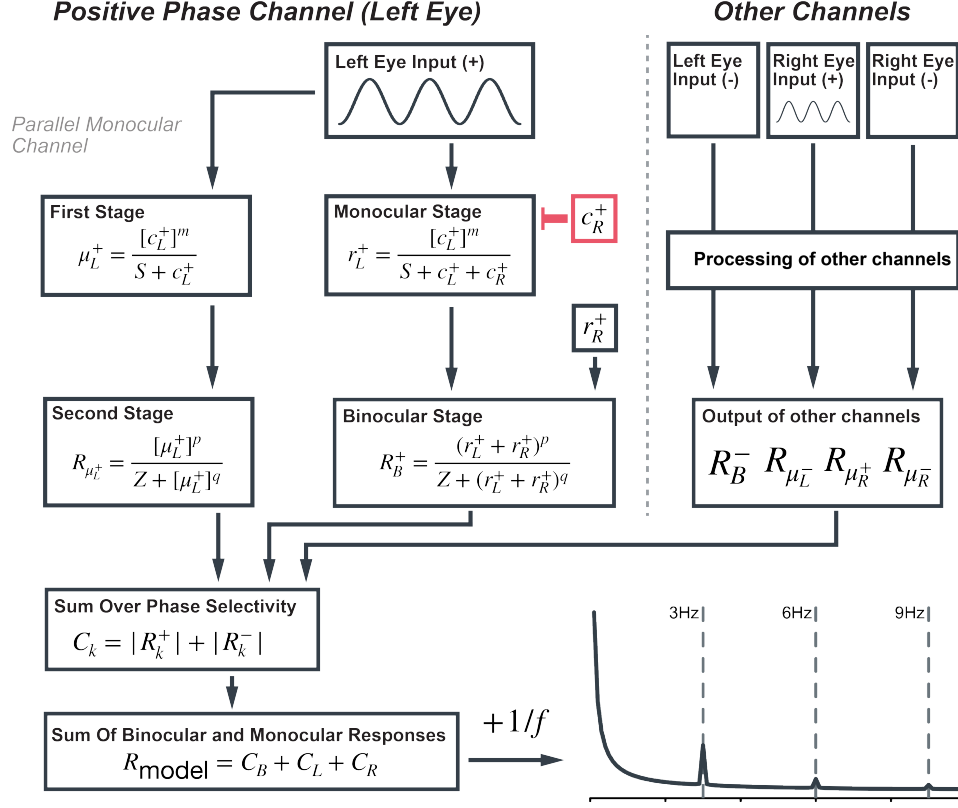 Positive Phase Channel (Left Eye)
Other Channels
Left Eye Input (+)
Left Eye
Input (-)
Right Eye
Input (+)
Right Eye
Input (-)
Parallel Monocular
Channel
First Stage
μ_L^+ = [c_L^+]^m / (S + c_L^+)
Monocular Stage
r_L^+ = [c_L^+]^m / (S + c_L^+ + c_R^+)
c_R^+
Processing of other channels
r_R^+
Second Stage
R_{μ_L^+} = [μ_L^+]^p / (Z + [μ_L^+]^q)
Binocular Stage
R_B^+ = (r_L^+ + r_R^+)^p / (Z + (r_L^+ + r_R^+)^q)
Output of other channels
R_B^- R_{μ_L^-} R_{μ_R^+} R_{μ_R^-}
Sum Over Phase Selectivity
C_k = |R_k^+| + |R_k^-|
Sum Of Binocular and Monocular Responses
R_model = C_B + C_L + C_R
+1/f
3Hz
6Hz
9Hz